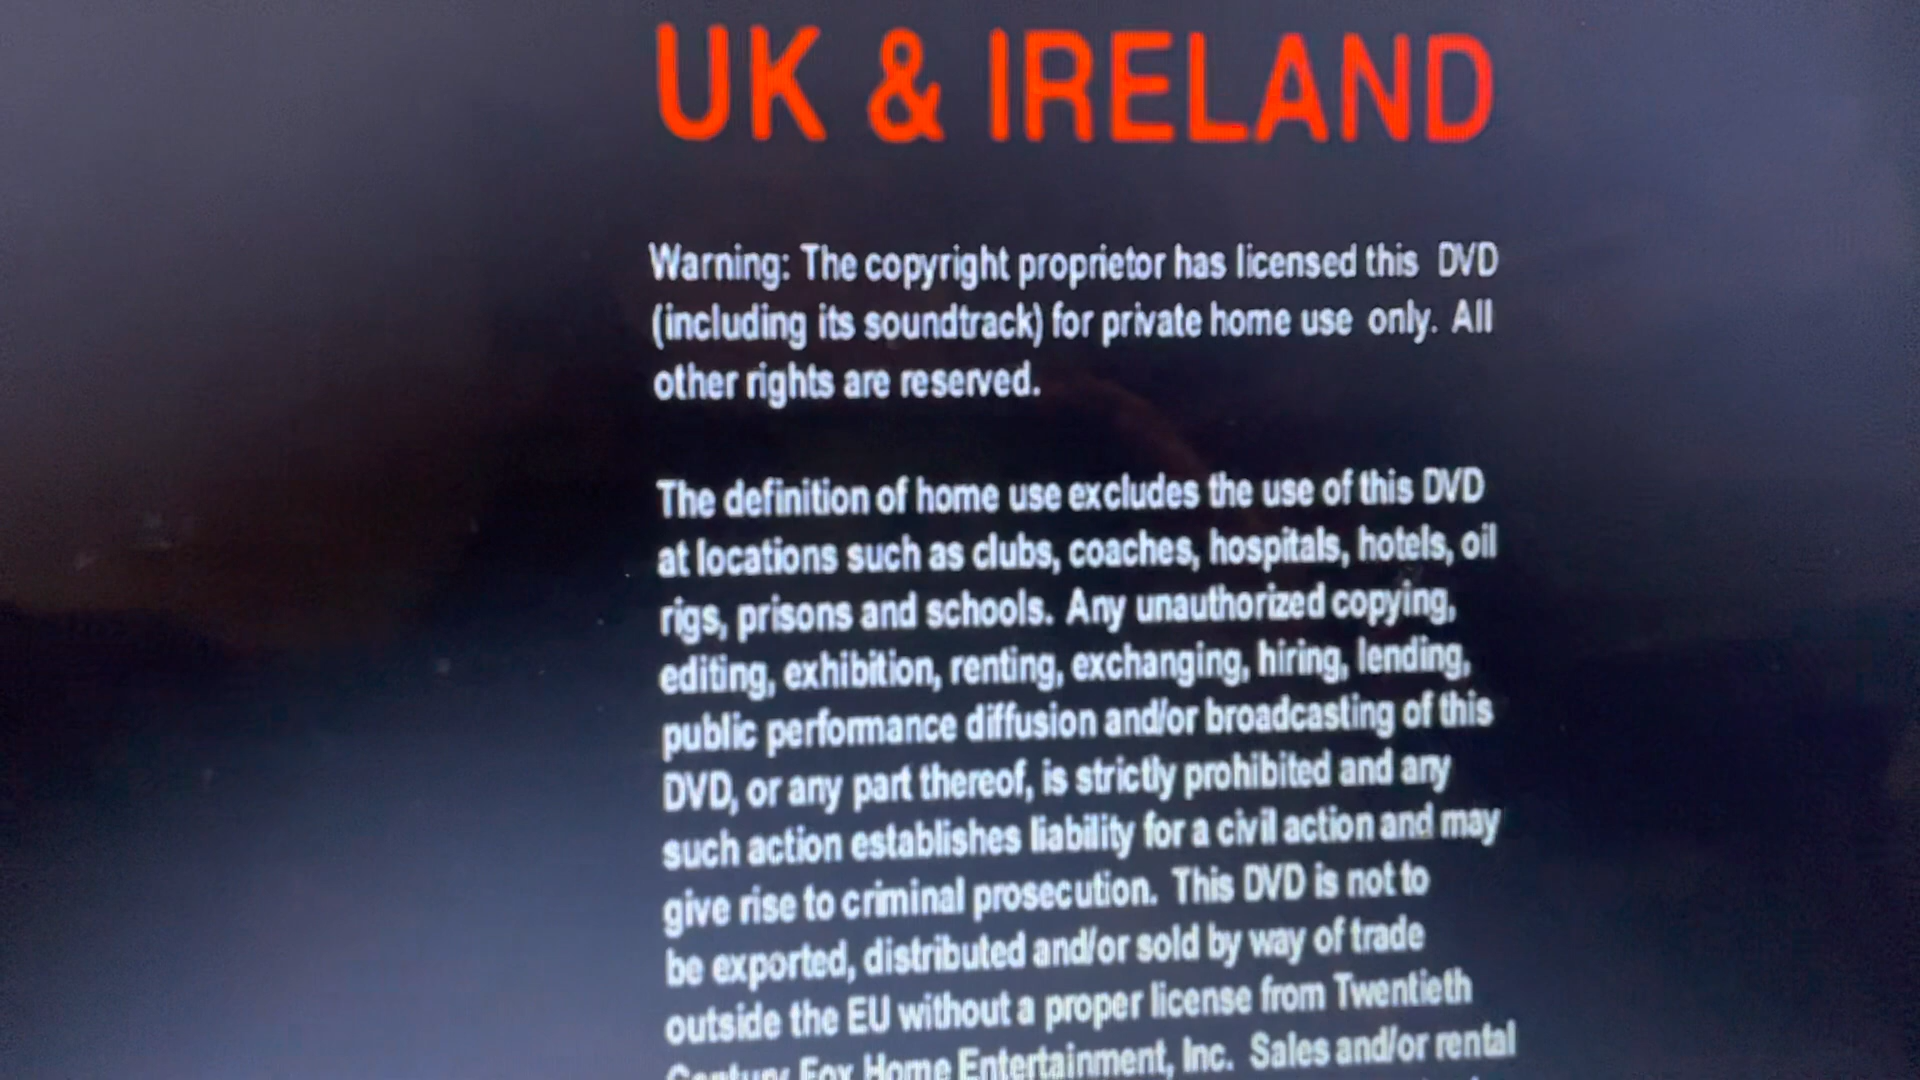 UK & IRELAND
Warning: The copyright proprietor has licensed this DVD
(including its soundtrack) for private home use only. All
other rights are reserved.
The definition of home use excludes the use of this DVD
at locations such as clubs, coaches, hospitals, hotels, oil
rigs, prisons and schools. Any unauthorized copying,
editing, exhibition, renting, exchanging, hiring, lending,
public performance diffusion and/or broadcasting of this
DVD, or any part thereof, is strictly prohibited and any
such action establishes liability for a civil action and may
give rise to criminal prosecution. This DVD is not to
be exported, distributed and/or sold by way of trade
outside the EU without a proper license from Twentieth
Century Fox Home Entertainment, Inc. Sales and/or rental